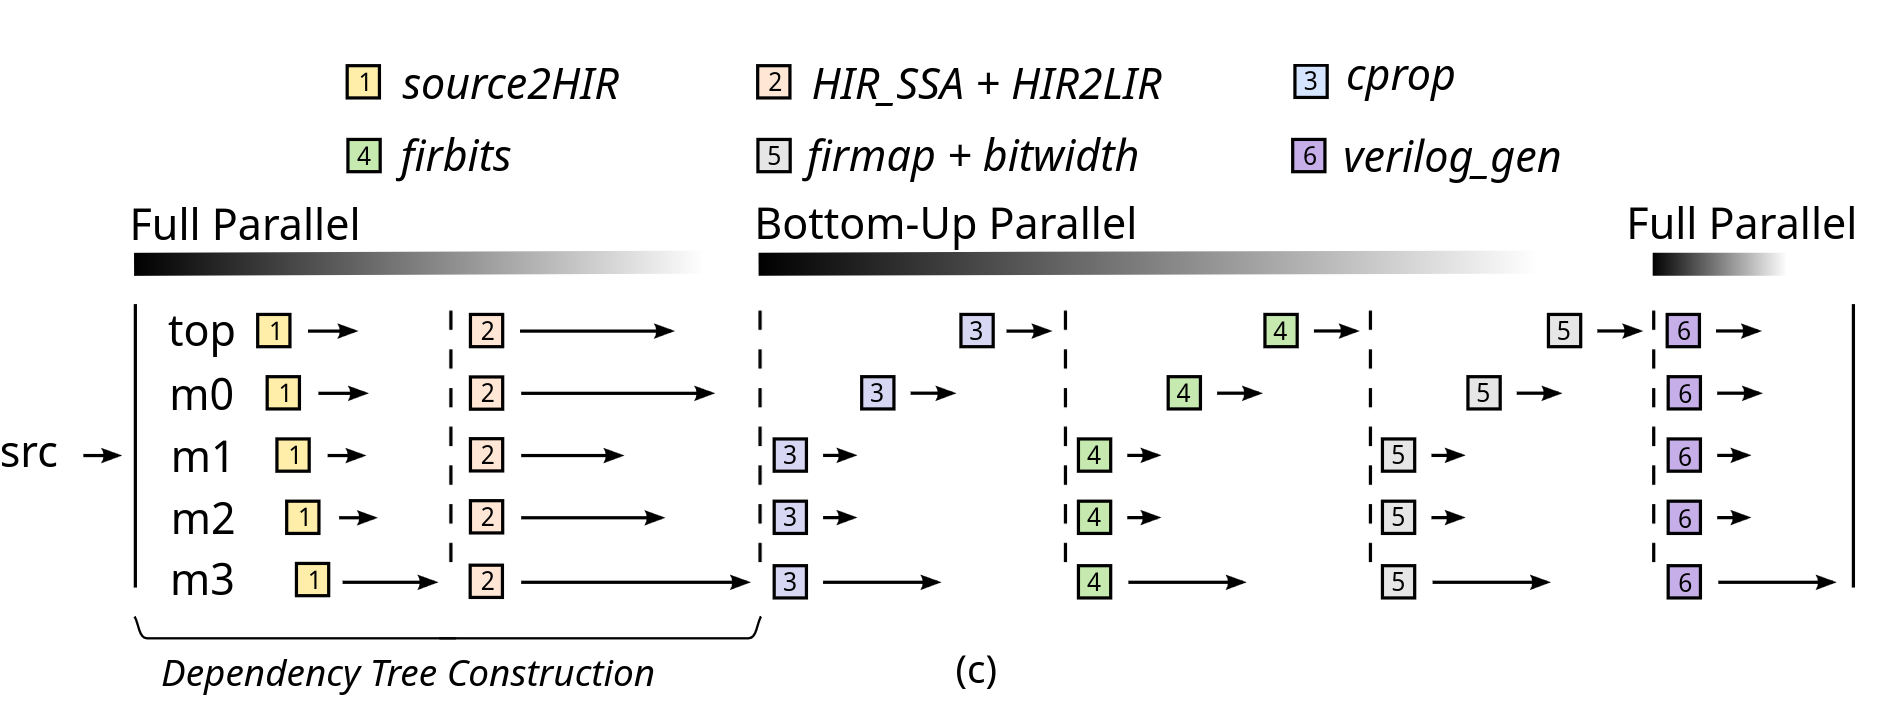 1 source2HIR 2 HIR_SSA + HIR2LIR 3 cprop
4 firbits 5 firmap + bitwidth 6 verilog_gen
Full Parallel Bottom-Up Parallel Full Parallel
top 1 2 3 4 5 6
m0 1 2 3 4 5 6
src
m1 1 2 3 4 5 6
m2 1 2 3 4 5 6
m3 1 2 3 4 5 6
Dependency Tree Construction (c)